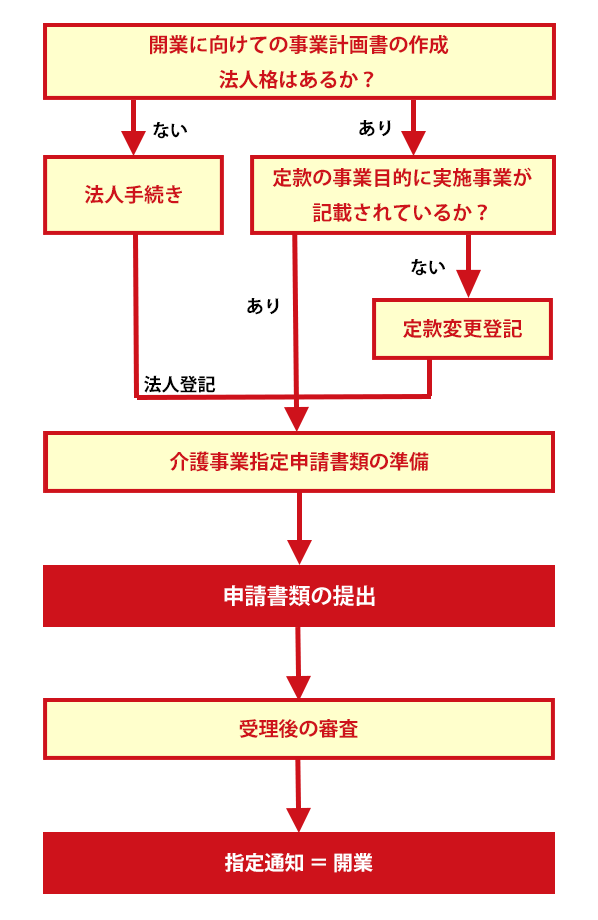 開業に向けての事業計画書の作成
法人格はあるか？
ない
あり
法人手続き
定款の事業目的に実施事業が
記載されているか？
ない
あり
定款変更登記
法人登記
介護事業指定申請書類の準備
申請書類の提出
受理後の審査
指定通知 ＝ 開業